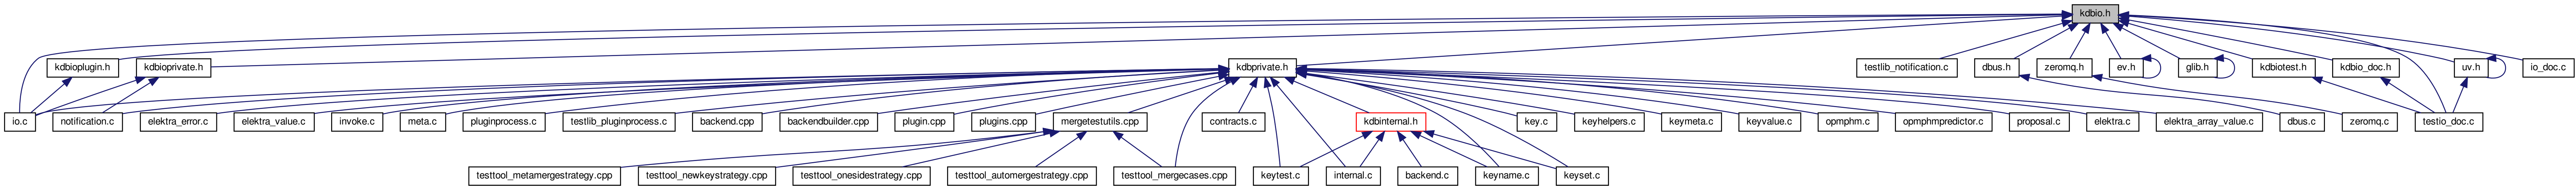 kdbio.h
kdbioplugin.h
kdbioprivate.h
kdbprivate.h
testlib_notification.c
dbus.h
zeromq.h
ev.h
glib.h
kdbiotest.h
kdbio_doc.h
uv.h
io_doc.c
io.c
notification.c
elektra_error.c
elektra_value.c
invoke.c
meta.c
pluginprocess.c
testlib_pluginprocess.c
backend.cpp
backendbuilder.cpp
plugin.cpp
plugins.cpp
mergetestutils.cpp
contracts.c
kdbinternal.h
key.c
keyhelpers.c
keymeta.c
keyvalue.c
opmphm.c
opmphmpredictor.c
proposal.c
elektra.c
elektra_array_value.c
dbus.c
zeromq.c
testio_doc.c
testtool_metamergestrategy.cpp
testtool_newkeystrategy.cpp
testtool_onesidestrategy.cpp
testtool_automergestrategy.cpp
testtool_mergecases.cpp
keytest.c
internal.c
backend.c
keyname.c
keyset.c